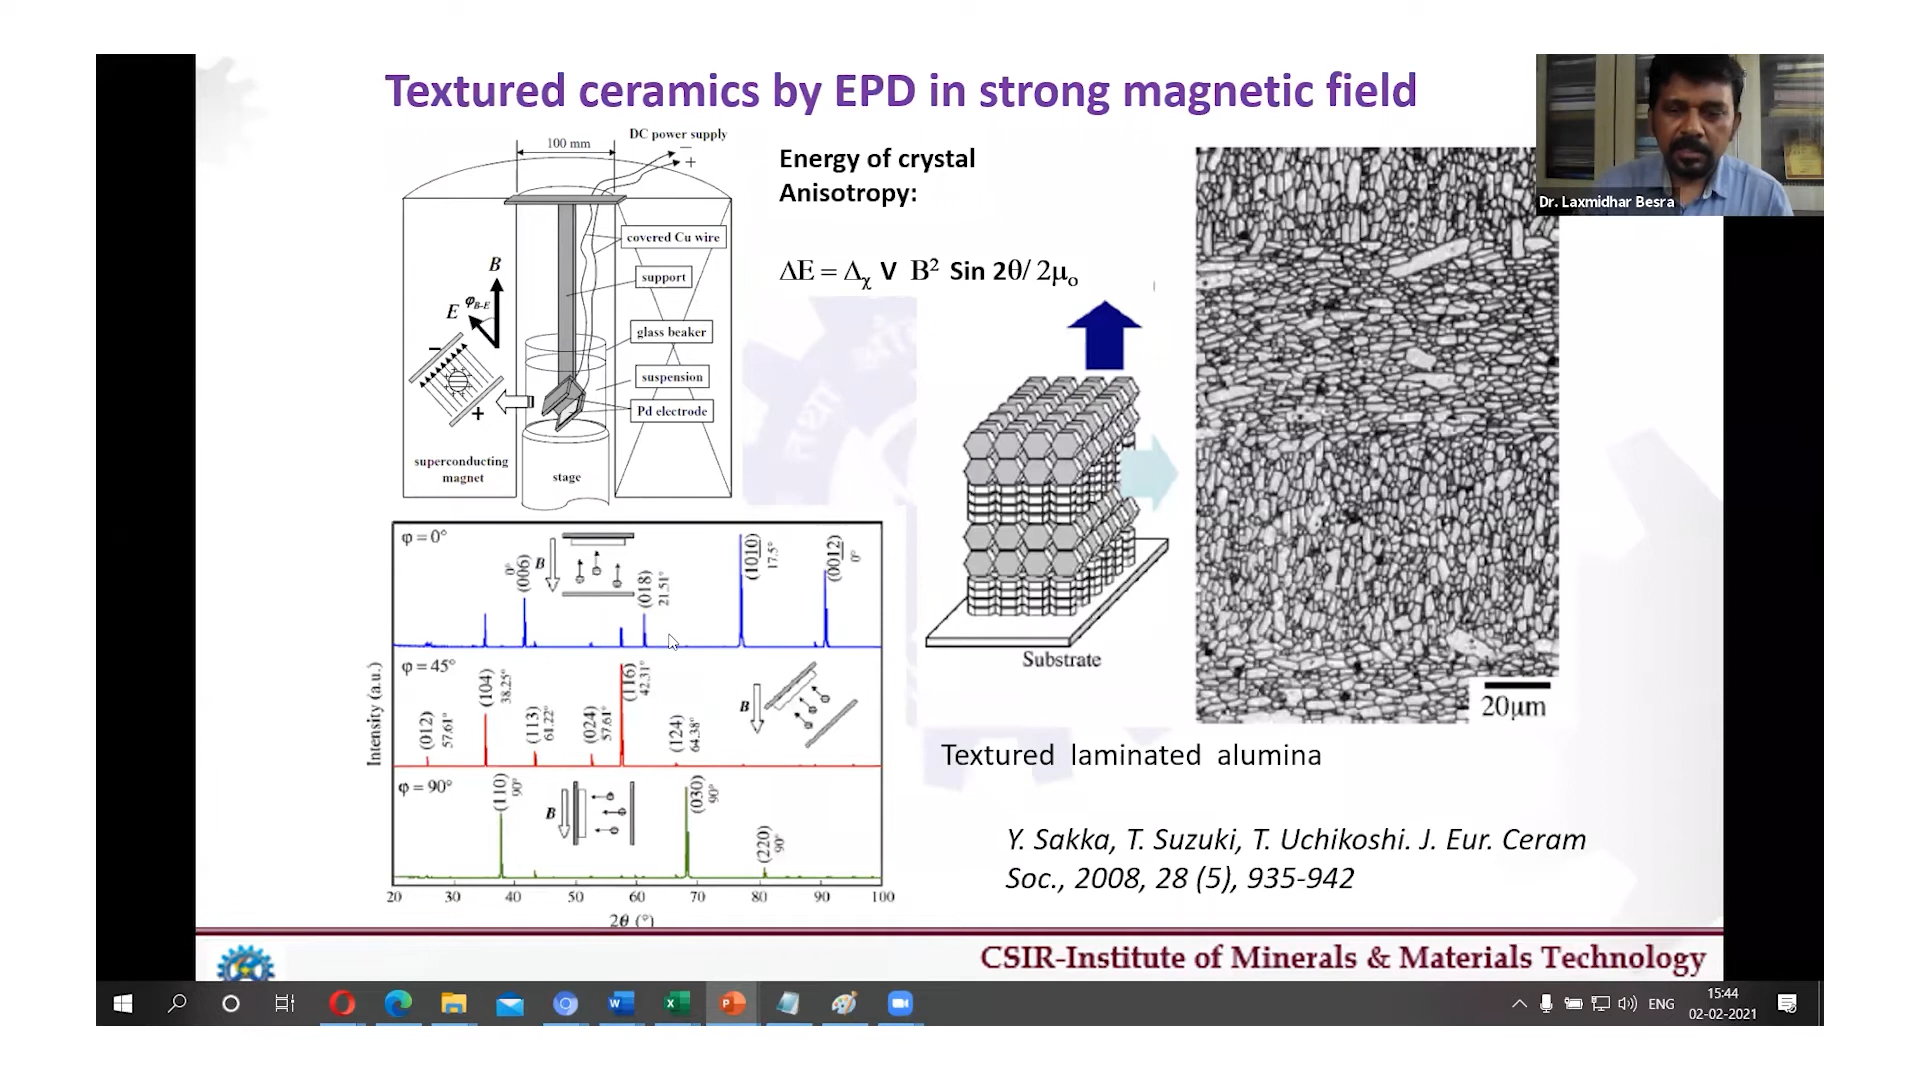 Textured ceramics by EPD in strong magnetic field
Dr. Laxmidhar Besra
100 mm
DC power supply
−
+
covered Cu wire
support
glass beaker
suspension
Pd electrode
B
E
φB-E
−
+
superconducting
magnet
stage
Energy of crystal
Anisotropy:
ΔE = Δχ V B² Sin 2θ/ 2μo
Substrate
20μm
Textured laminated alumina
Y. Sakka, T. Suzuki, T. Uchikoshi. J. Eur. Ceram
Soc., 2008, 28 (5), 935-942
Intensity (a.u.)
φ = 0°
B
(006) 0°
(018) 21.51°
(1010) 17.5°
(0012) 0°
φ = 45°
B
(012) 57.61°
(104) 38.25°
(113) 61.22°
(024) 57.61°
(116) 42.31°
(124) 64.38°
φ = 90°
B
(110) 90°
(030) 90°
(220) 90°
20 30 40 50 60 70 80 90 100
2θ (°)
CSIR-Institute of Minerals & Materials Technology
ENG
15:44
02-02-2021